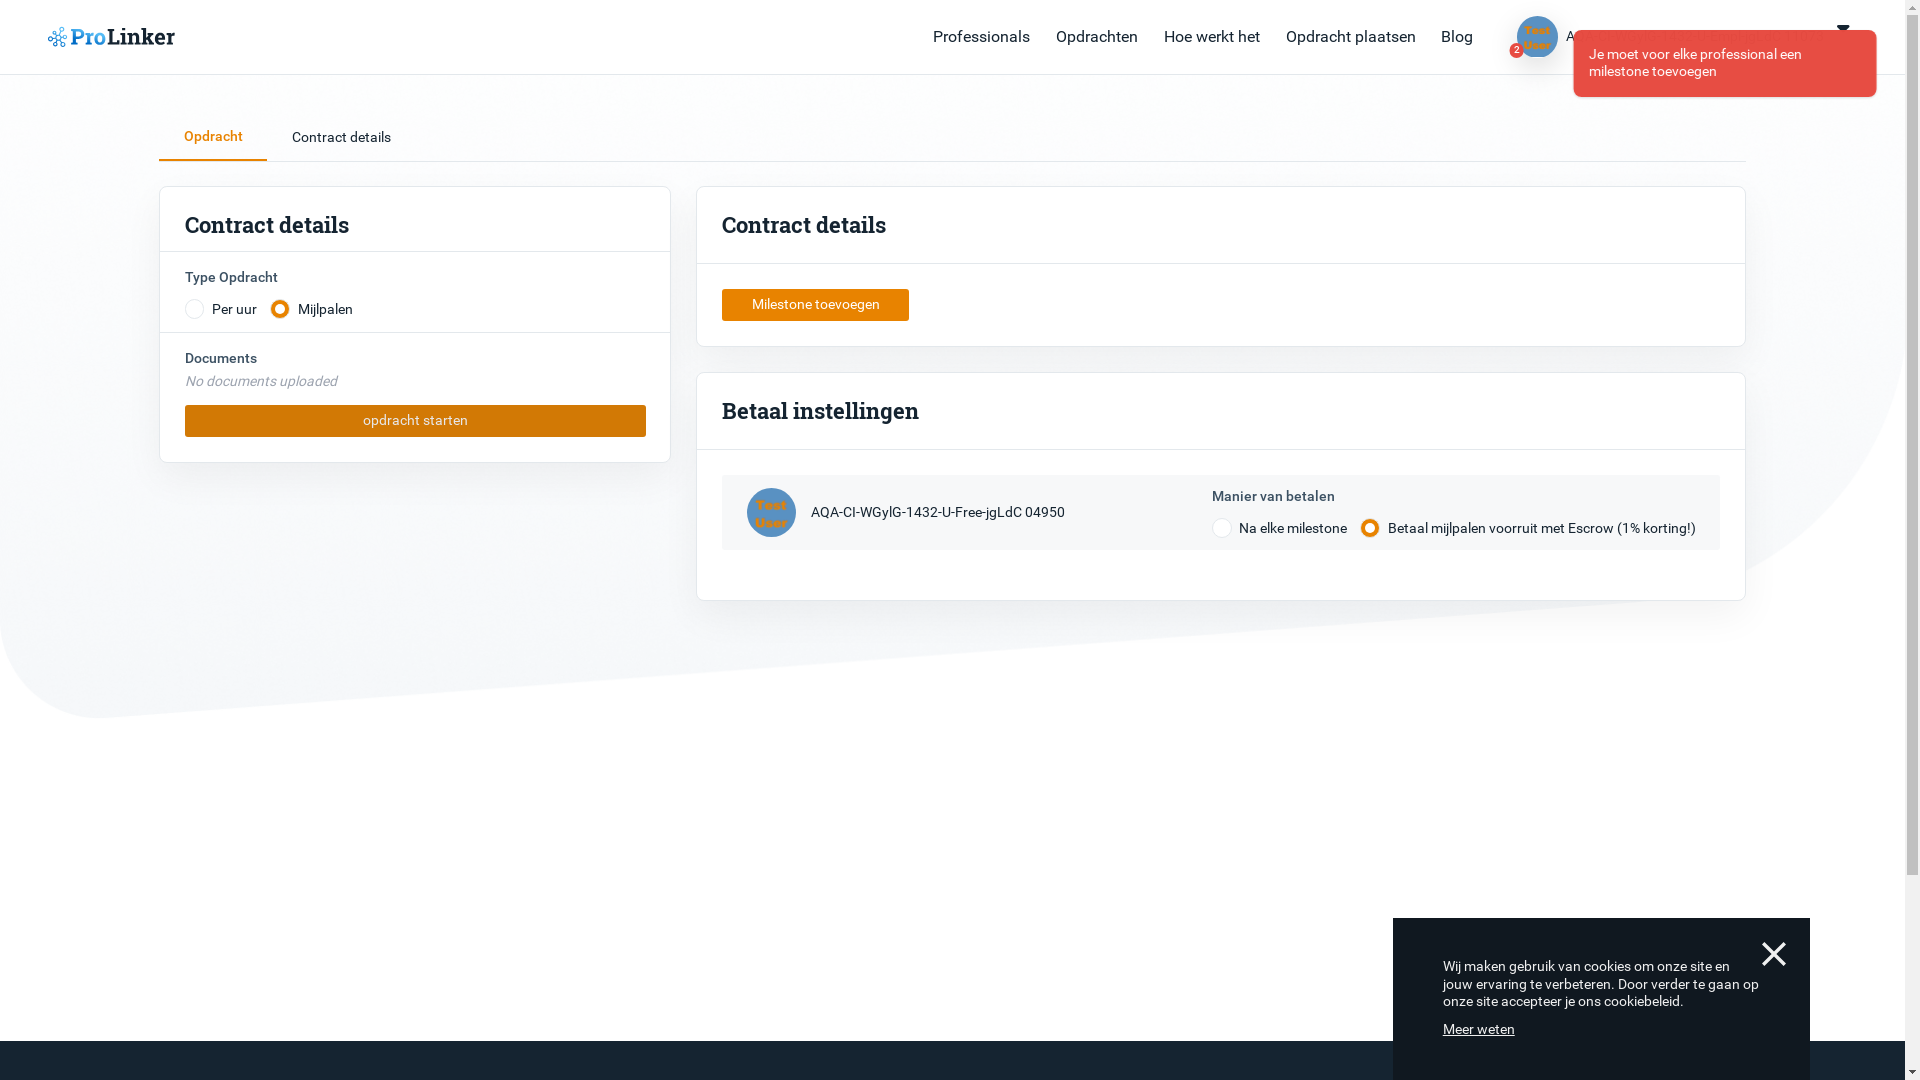 ProLinker
Professionals
Opdrachten
Hoe werkt het
Opdracht plaatsen
Blog
Test
User
2
Je moet voor elke professional een
milestone toevoegen
Opdracht
Contract details
Contract details
Type Opdracht
Per uur
Mijlpalen
Documents
No documents uploaded
opdracht starten
Contract details
Milestone toevoegen
Betaal instellingen
Test
User
AQA-CI-WGylG-1432-U-Free-jgLdC 04950
Manier van betalen
Na elke milestone
Betaal mijlpalen voorruit met Escrow (1% korting!)
Wij maken gebruik van cookies om onze site en
jouw ervaring te verbeteren. Door verder te gaan op
onze site accepteer je ons cookiebeleid.
Meer weten